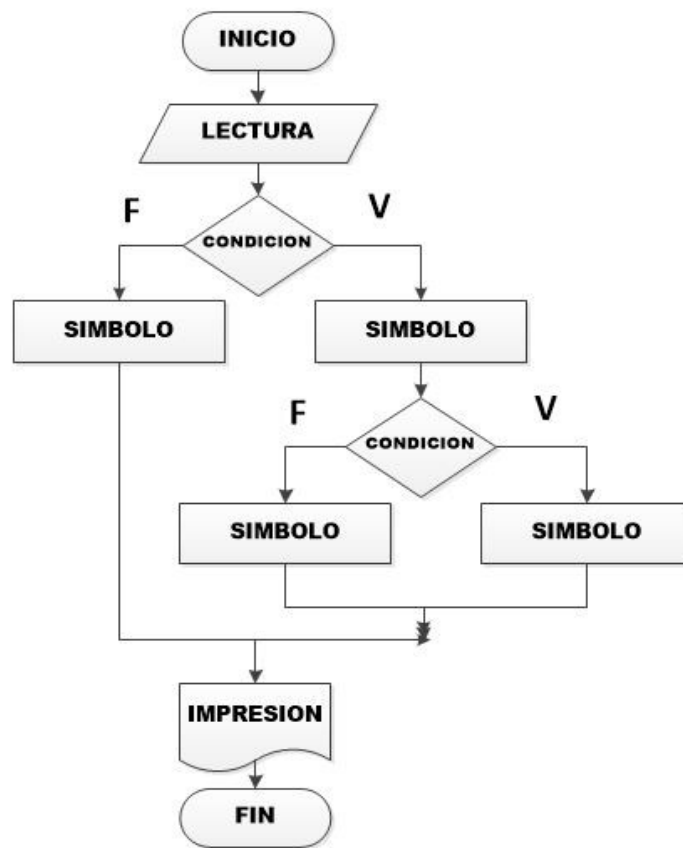 INICIO
LECTURA
F
V
CONDICION
SIMBOLO
SIMBOLO
F
V
CONDICION
SIMBOLO
SIMBOLO
IMPRESION
FIN